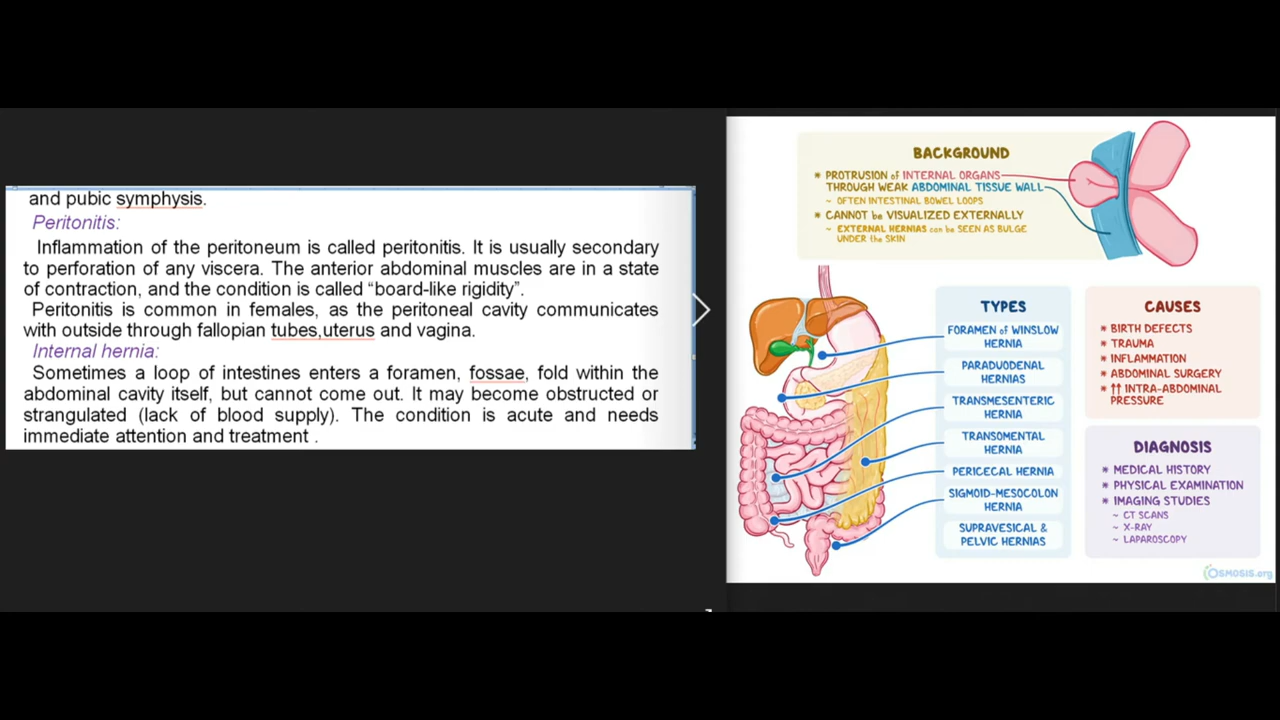 and pubic symphysis.
Peritonitis:
Inflammation of the peritoneum is called peritonitis. It is usually secondary
to perforation of any viscera. The anterior abdominal muscles are in a state
of contraction, and the condition is called “board-like rigidity”.
Peritonitis is common in females, as the peritoneal cavity communicates
with outside through fallopian tubes,uterus and vagina.
Internal hernia:
Sometimes a loop of intestines enters a foramen, fossae, fold within the
abdominal cavity itself, but cannot come out. It may become obstructed or
strangulated (lack of blood supply). The condition is acute and needs
immediate attention and treatment .
BACKGROUND
* PROTRUSION of INTERNAL ORGANS
THROUGH WEAK ABDOMINAL TISSUE WALL
~ OFTEN INTESTINAL BOWEL LOOPS
* CANNOT be VISUALIZED EXTERNALLY
~ EXTERNAL HERNIAS can be SEEN AS BULGE
UNDER the SKIN
TYPES
FORAMEN of WINSLOW
HERNIA
PARADUODENAL
HERNIAS
TRANSMESENTERIC
HERNIA
TRANSOMENTAL
HERNIA
PERICECAL HERNIA
SIGMOID-MESOCOLON
HERNIA
SUPRAVESICAL &
PELVIC HERNIAS
CAUSES
* BIRTH DEFECTS
* TRAUMA
* INFLAMMATION
* ABDOMINAL SURGERY
* ↑↑ INTRA-ABDOMINAL
PRESSURE
DIAGNOSIS
* MEDICAL HISTORY
* PHYSICAL EXAMINATION
* IMAGING STUDIES
~ CT SCANS
~ X-RAY
~ LAPAROSCOPY
OSMOSIS.org